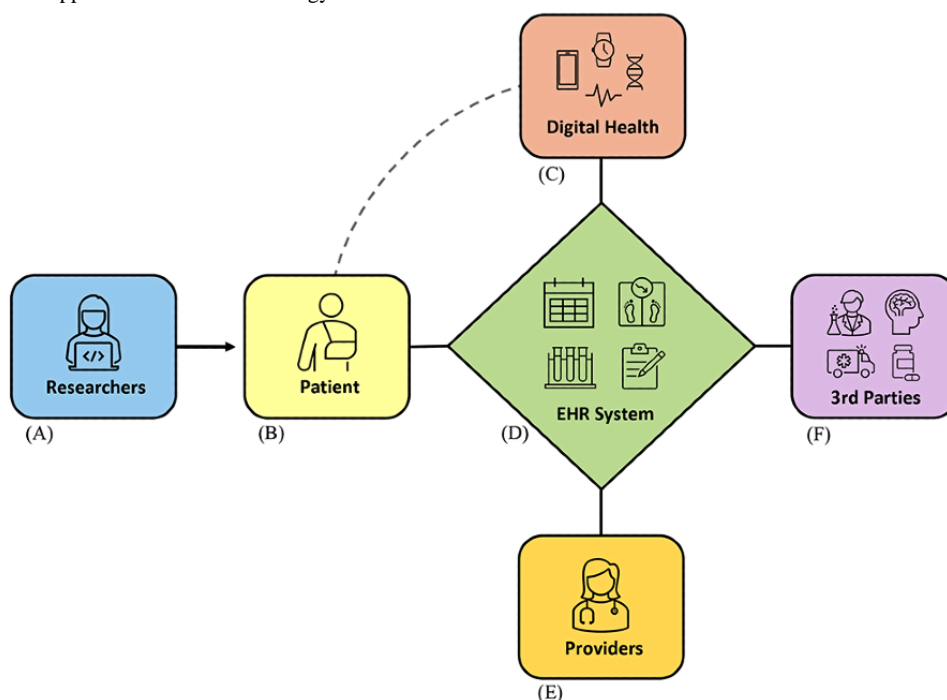 Digital Health
(C)
</>
Researchers
Patient
EHR System
3rd Parties
(A)
(B)
(D)
(F)
Providers
(E)